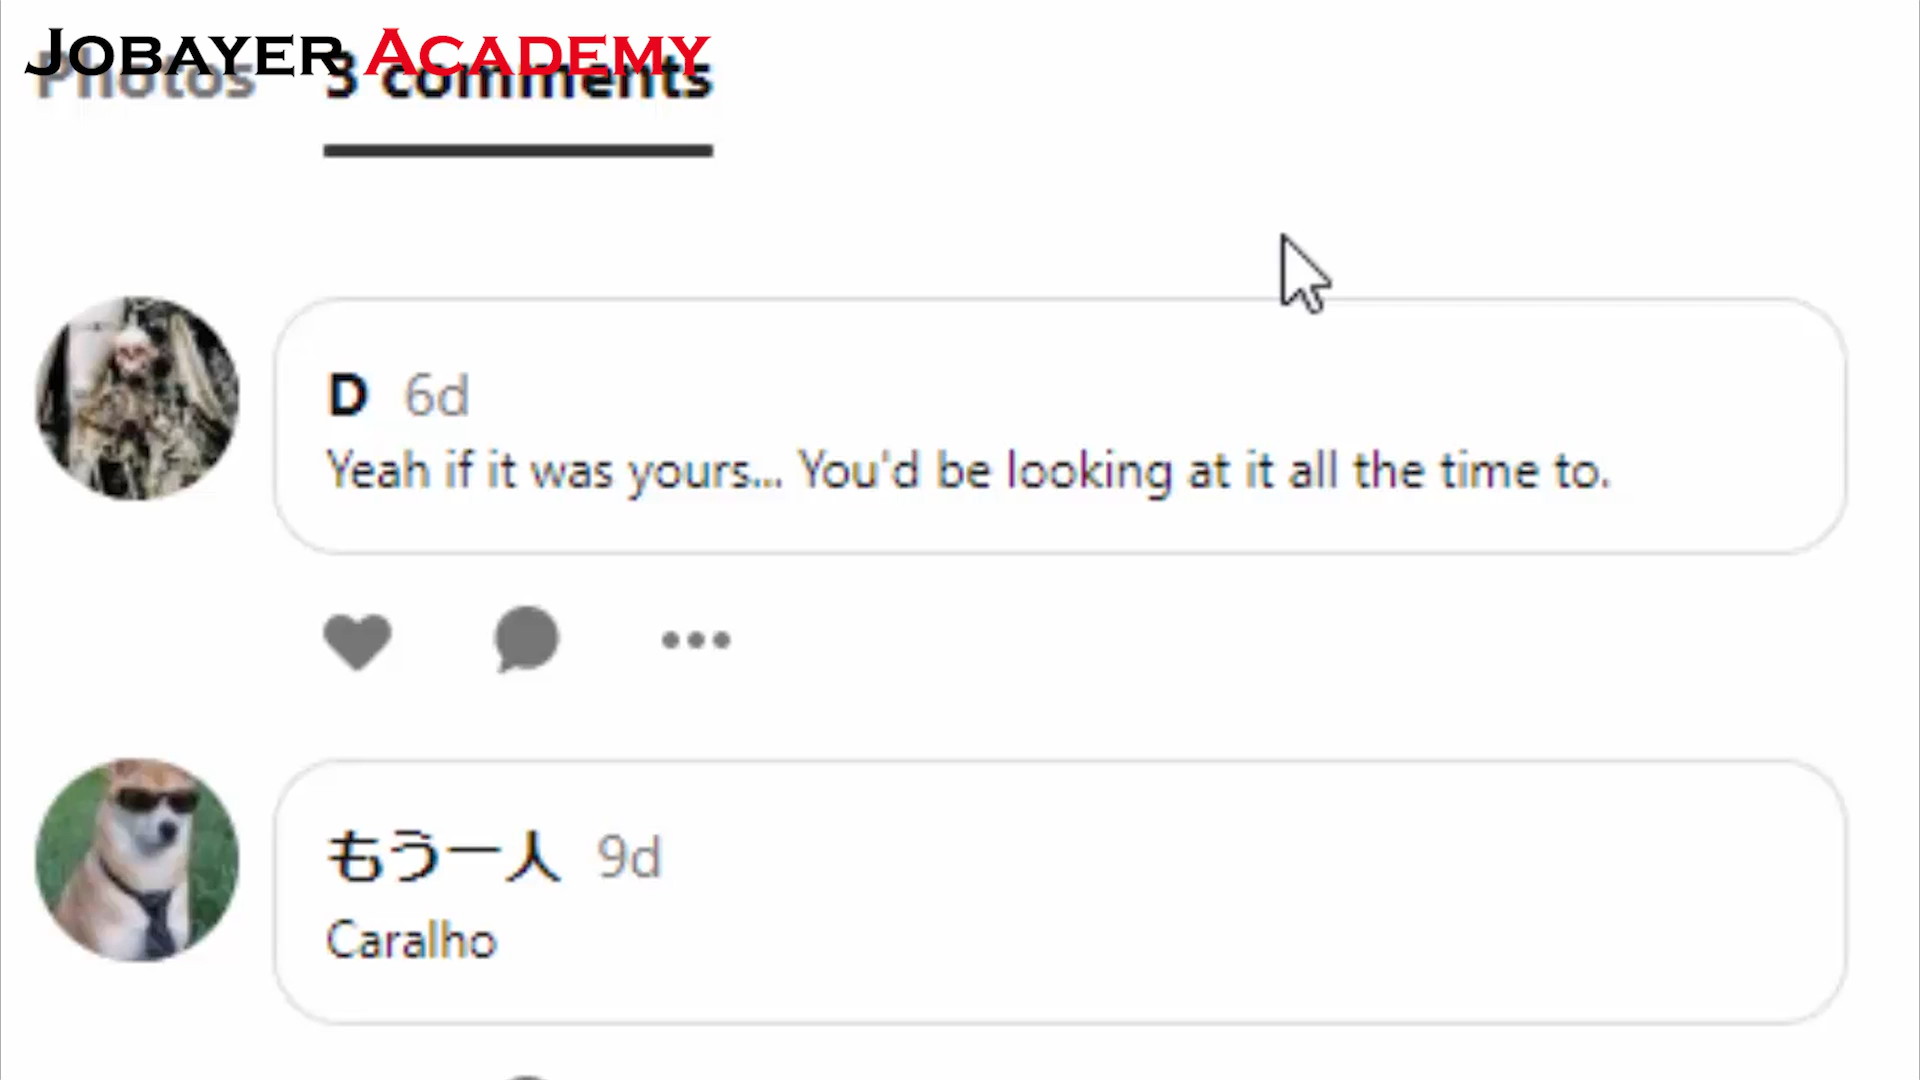 JOBAYER ACADEMY
Photos 3 comments
D 6d
Yeah if it was yours... You'd be looking at it all the time to.
もう一人 9d
Caralho